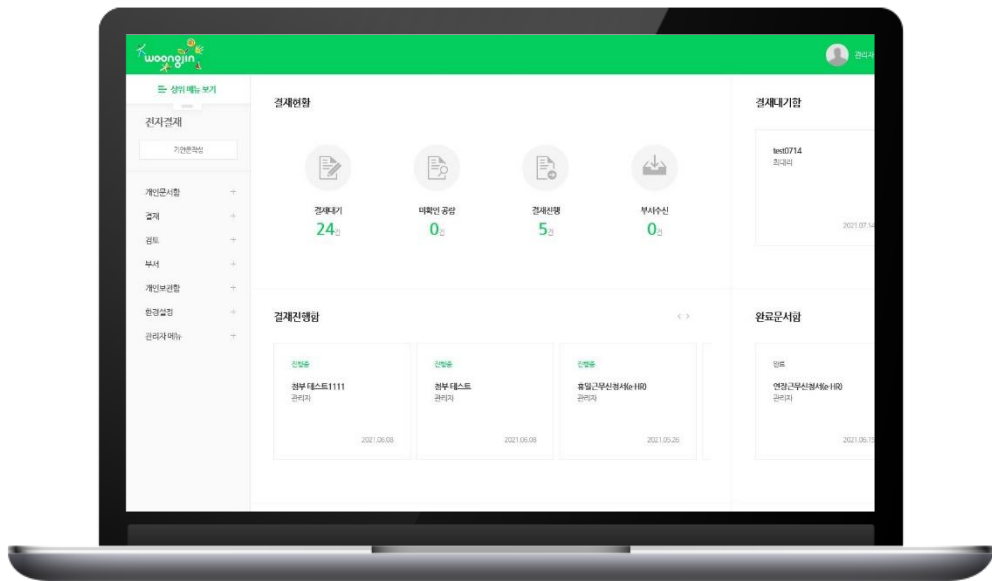 woongjin
관리자
상위 메뉴 보기
전자결재
기안문작성
개인문서함
결재
검토
부서
개인보관함
환경설정
관리자 메뉴
결재현황
결재대기
24건
미확인 공람
0건
결재진행
5건
부서수신
0건
결재대기함
test0714
최대리
2021.07.14
결재진행함
진행중
첨부 테스트1111
관리자
2021.06.08
진행중
첨부 테스트
관리자
2021.06.08
진행중
휴일근무신청서(e-HR)
관리자
2021.05.26
완료문서함
완료
연장근무신청서(e-HR)
관리자
2021.06.15